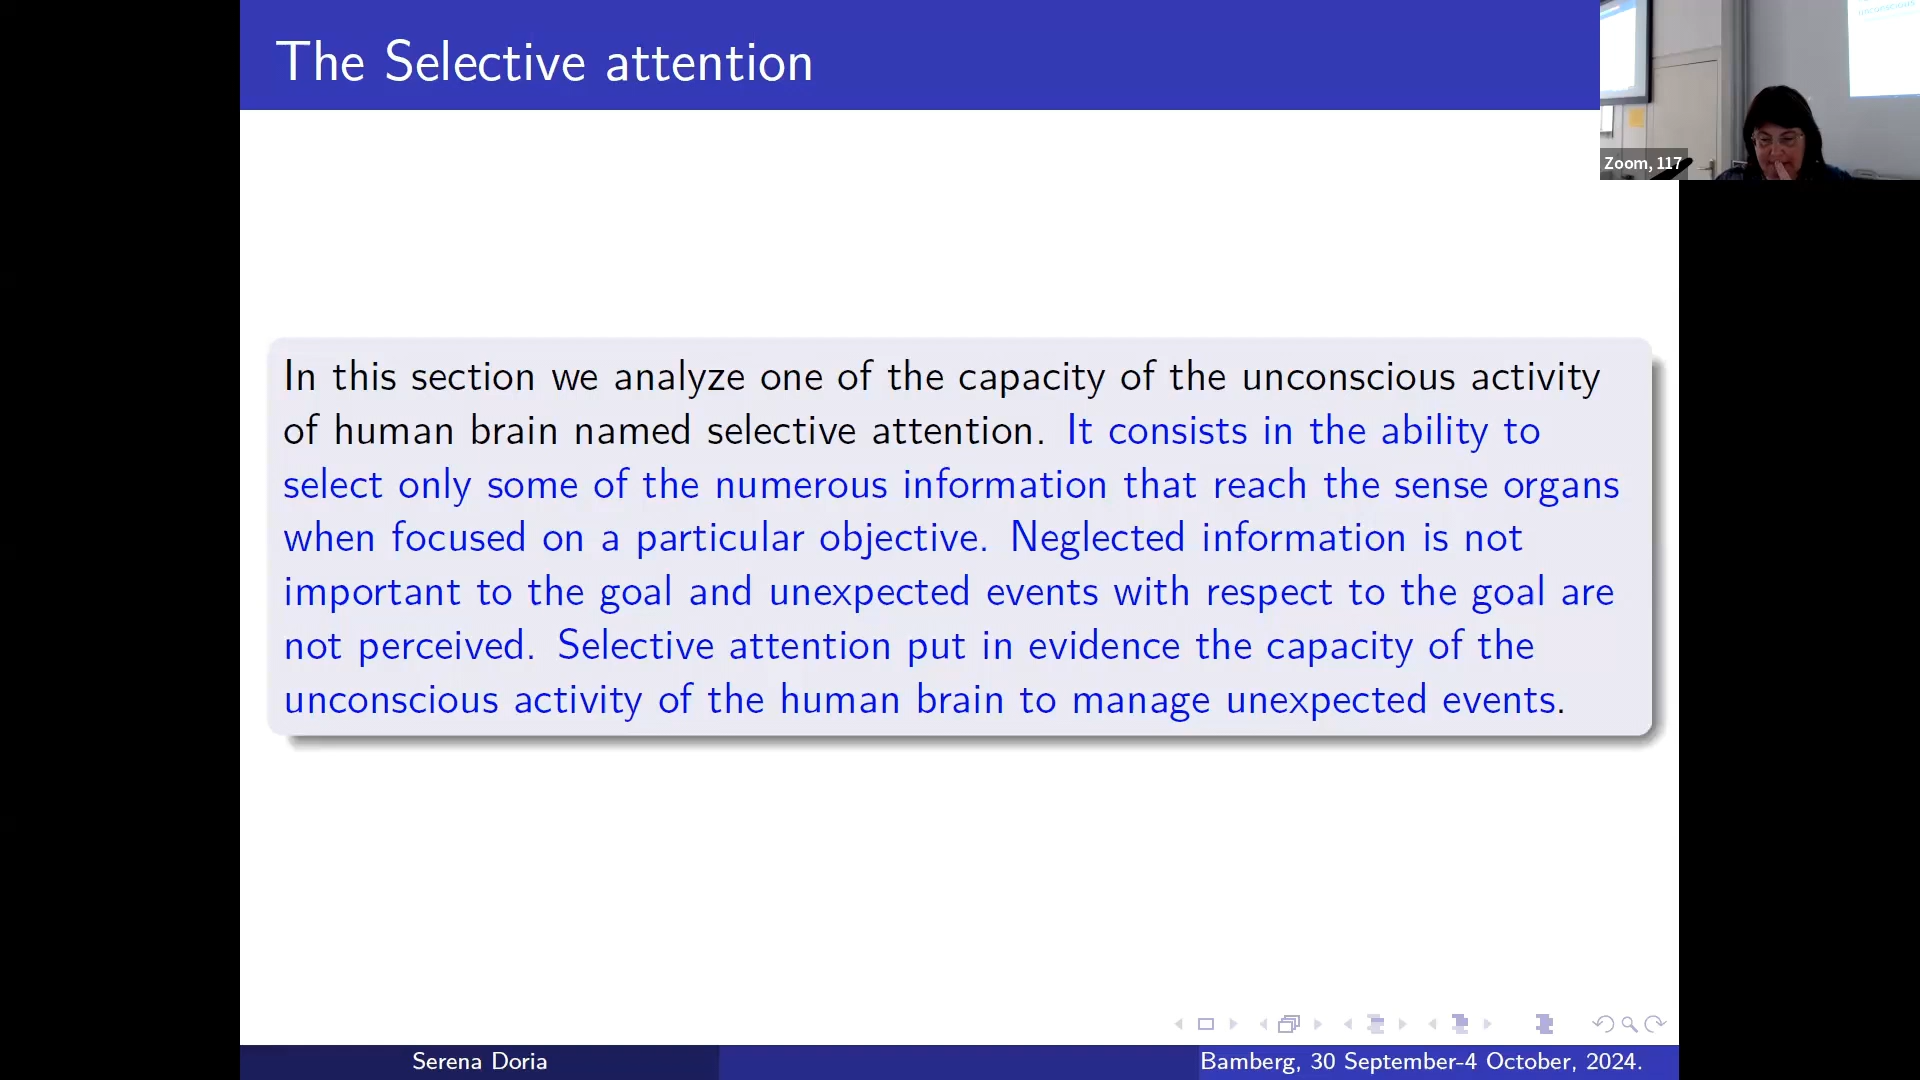 The Selective attention
unconscious
Zoom, 117
In this section we analyze one of the capacity of the unconscious activity
of human brain named selective attention. It consists in the ability to
select only some of the numerous information that reach the sense organs
when focused on a particular objective. Neglected information is not
important to the goal and unexpected events with respect to the goal are
not perceived. Selective attention put in evidence the capacity of the
unconscious activity of the human brain to manage unexpected events.
Serena Doria
Bamberg, 30 September-4 October, 2024.